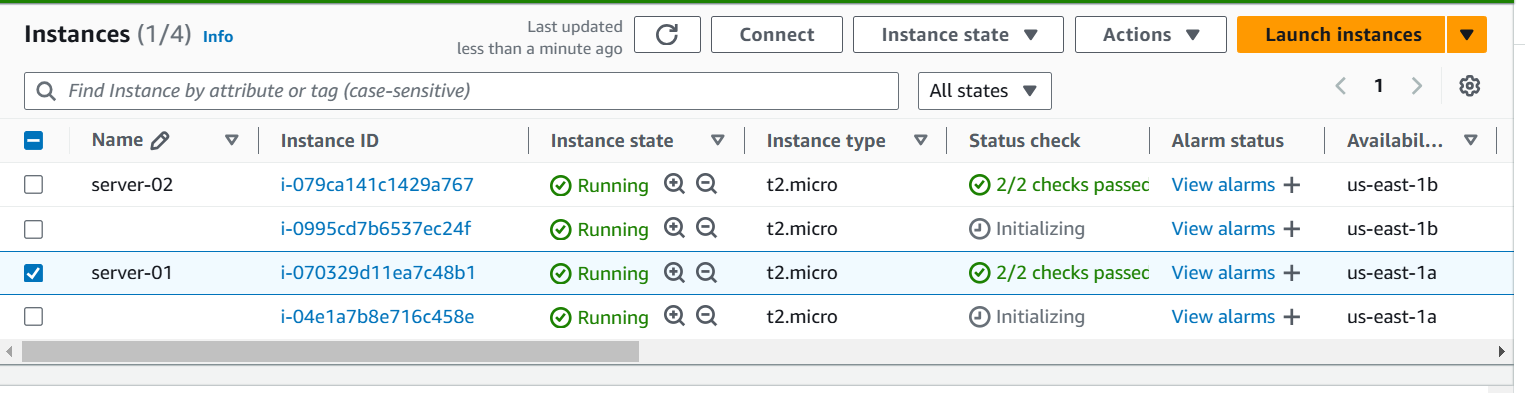 Instances (1/4) Info
Last updated
less than a minute ago
Connect
Instance state
Actions
Launch instances
Find Instance by attribute or tag (case-sensitive)
All states
1
Name Instance ID Instance state Instance type Status check Alarm status Availabil...
server-02 i-079ca141c1429a767 Running t2.micro 2/2 checks passed View alarms + us-east-1b
i-0995cd7b6537ec24f Running t2.micro Initializing View alarms + us-east-1b
server-01 i-070329d11ea7c48b1 Running t2.micro 2/2 checks passed View alarms + us-east-1a
i-04e1a7b8e716c458e Running t2.micro Initializing View alarms + us-east-1a